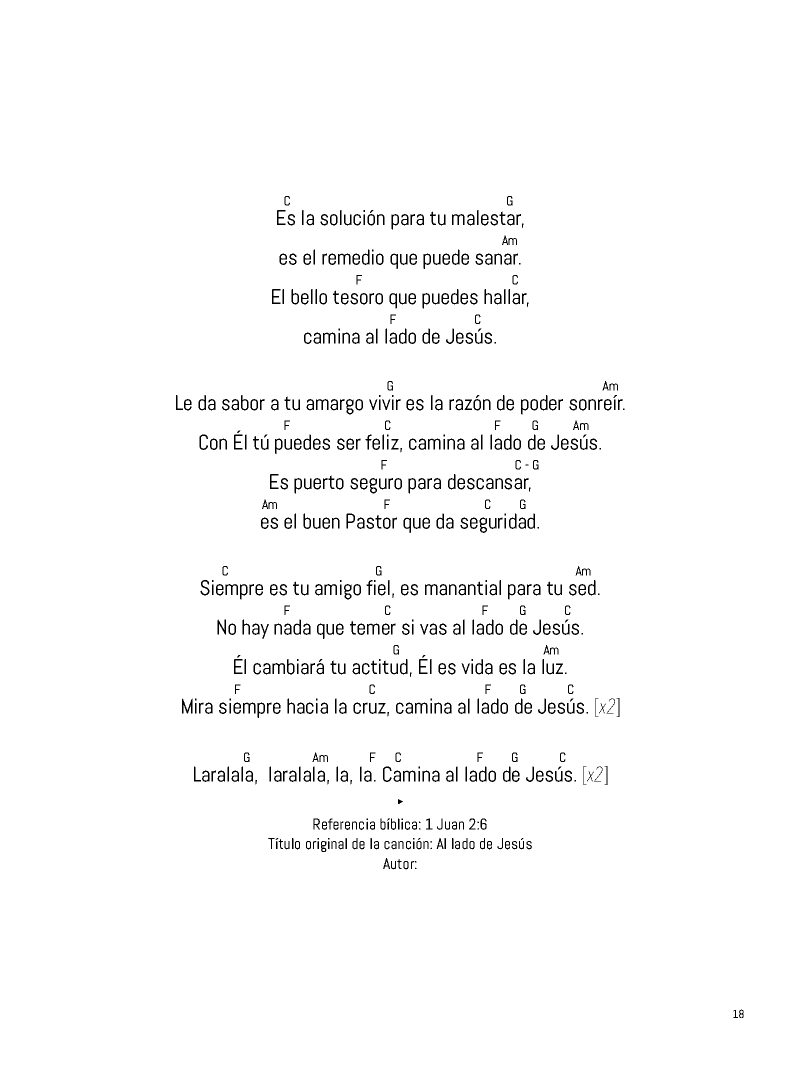 C G
Es la solución para tu malestar,
Am
es el remedio que puede sanar.
F C
El bello tesoro que puedes hallar,
F C
camina al lado de Jesús.
G Am
Le da sabor a tu amargo vivir es la razón de poder sonreír.
F C F G Am
Con Él tú puedes ser feliz, camina al lado de Jesús.
F C - G
Es puerto seguro para descansar,
Am F C G
es el buen Pastor que da seguridad.
C G Am
Siempre es tu amigo fiel, es manantial para tu sed.
F C F G C
No hay nada que temer si vas al lado de Jesús.
G Am
Él cambiará tu actitud, Él es vida es la luz.
F C F G C
Mira siempre hacia la cruz, camina al lado de Jesús. [x2]
G Am F C F G C
Laralala, laralala, la, la. Camina al lado de Jesús. [x2]
▸
Referencia bíblica: 1 Juan 2:6
Título original de la canción: Al lado de Jesús
Autor:
18